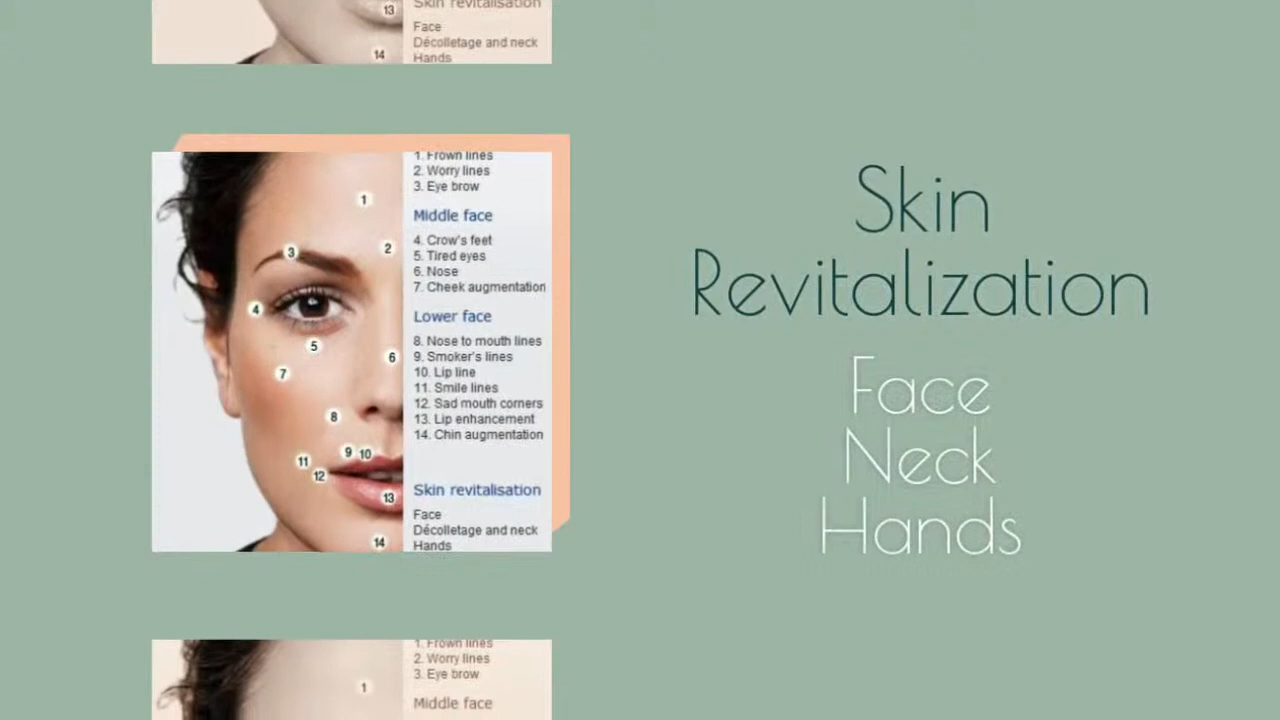 13
Skin revitalisation
Face
Décolletage and neck
14
Hands
1. Frown lines
2. Worry lines
3. Eye brow
1
Middle face
2
3
4. Crow's feet
5. Tired eyes
6. Nose
7. Cheek augmentation
4
Lower face
5
6
7
8. Nose to mouth lines
9. Smoker's lines
10. Lip line
11. Smile lines
12. Sad mouth corners
13. Lip enhancement
14. Chin augmentation
8
9
10
11
12
13
Skin revitalisation
Face
Décolletage and neck
Hands
14
Skin
Revitalization
Face
Neck
Hands
1. Frown lines
2. Worry lines
3. Eye brow
1
Middle face